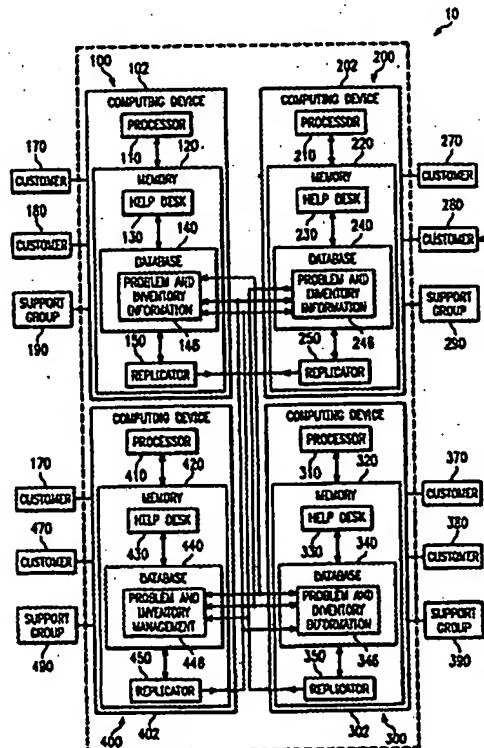 10
100
102
COMPUTING DEVICE
PROCESSOR
110
120
MEMORY
HELP DESK
130
140
DATABASE
PROBLEM AND
INVENTORY
INFORMATION
146
150
REPLICATOR
170
CUSTOMER
180
CUSTOMER
SUPPORT
GROUP
190
202
200
COMPUTING DEVICE
PROCESSOR
210
220
MEMORY
HELP DESK
230
240
DATABASE
PROBLEM AND
INVENTORY
INFORMATION
246
250
REPLICATOR
270
CUSTOMER
280
CUSTOMER
SUPPORT
GROUP
290
COMPUTING DEVICE
PROCESSOR
410
420
MEMORY
HELP DESK
430
440
DATABASE
PROBLEM AND
INVENTORY
MANAGEMENT
446
450
REPLICATOR
170
CUSTOMER
470
CUSTOMER
SUPPORT
GROUP
490
400
402
COMPUTING DEVICE
PROCESSOR
310
320
MEMORY
HELP DESK
330
340
DATABASE
PROBLEM AND
INVENTORY
INFORMATION
346
350
REPLICATOR
370
CUSTOMER
380
CUSTOMER
SUPPORT
GROUP
390
302
300